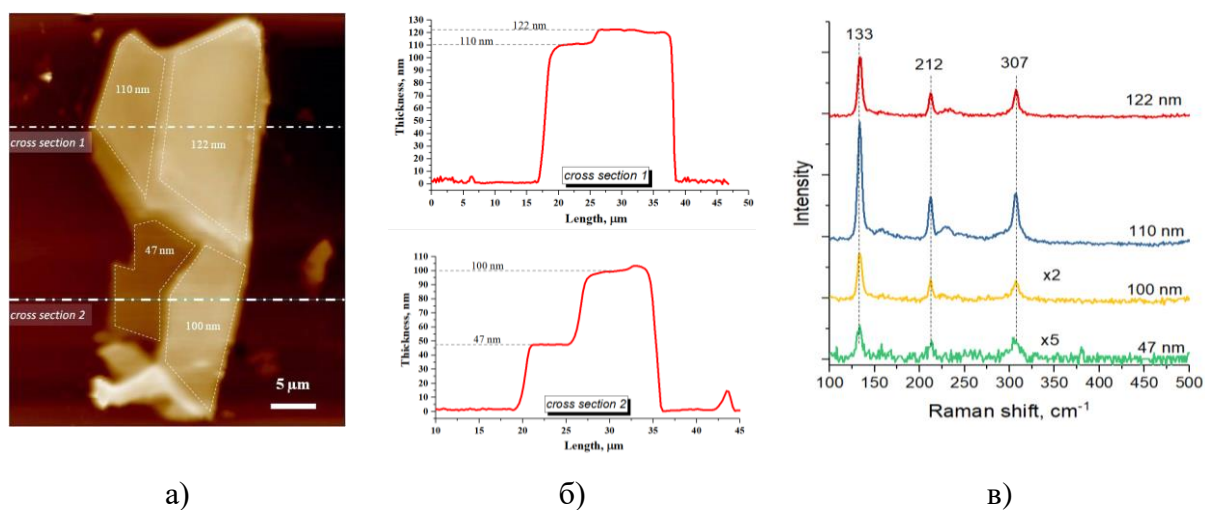 110 nm
122 nm
cross section 1
47 nm
cross section 2
100 nm
5 µm
Thickness, nm
130
120
110
100
90
80
70
60
50
40
30
20
10
0
122 nm
110 nm
cross section 1
0 5 10 15 20 25 30 35 40 45 50
Length, µm
Thickness, nm
110
100
90
80
70
60
50
40
30
20
10
0
100 nm
47 nm
cross section 2
10 15 20 25 30 35 40 45
Length, µm
Intensity
133 212 307
122 nm
110 nm
x2
100 nm
x5
47 nm
100 150 200 250 300 350 400 450 500
Raman shift, cm⁻¹
а) б) в)